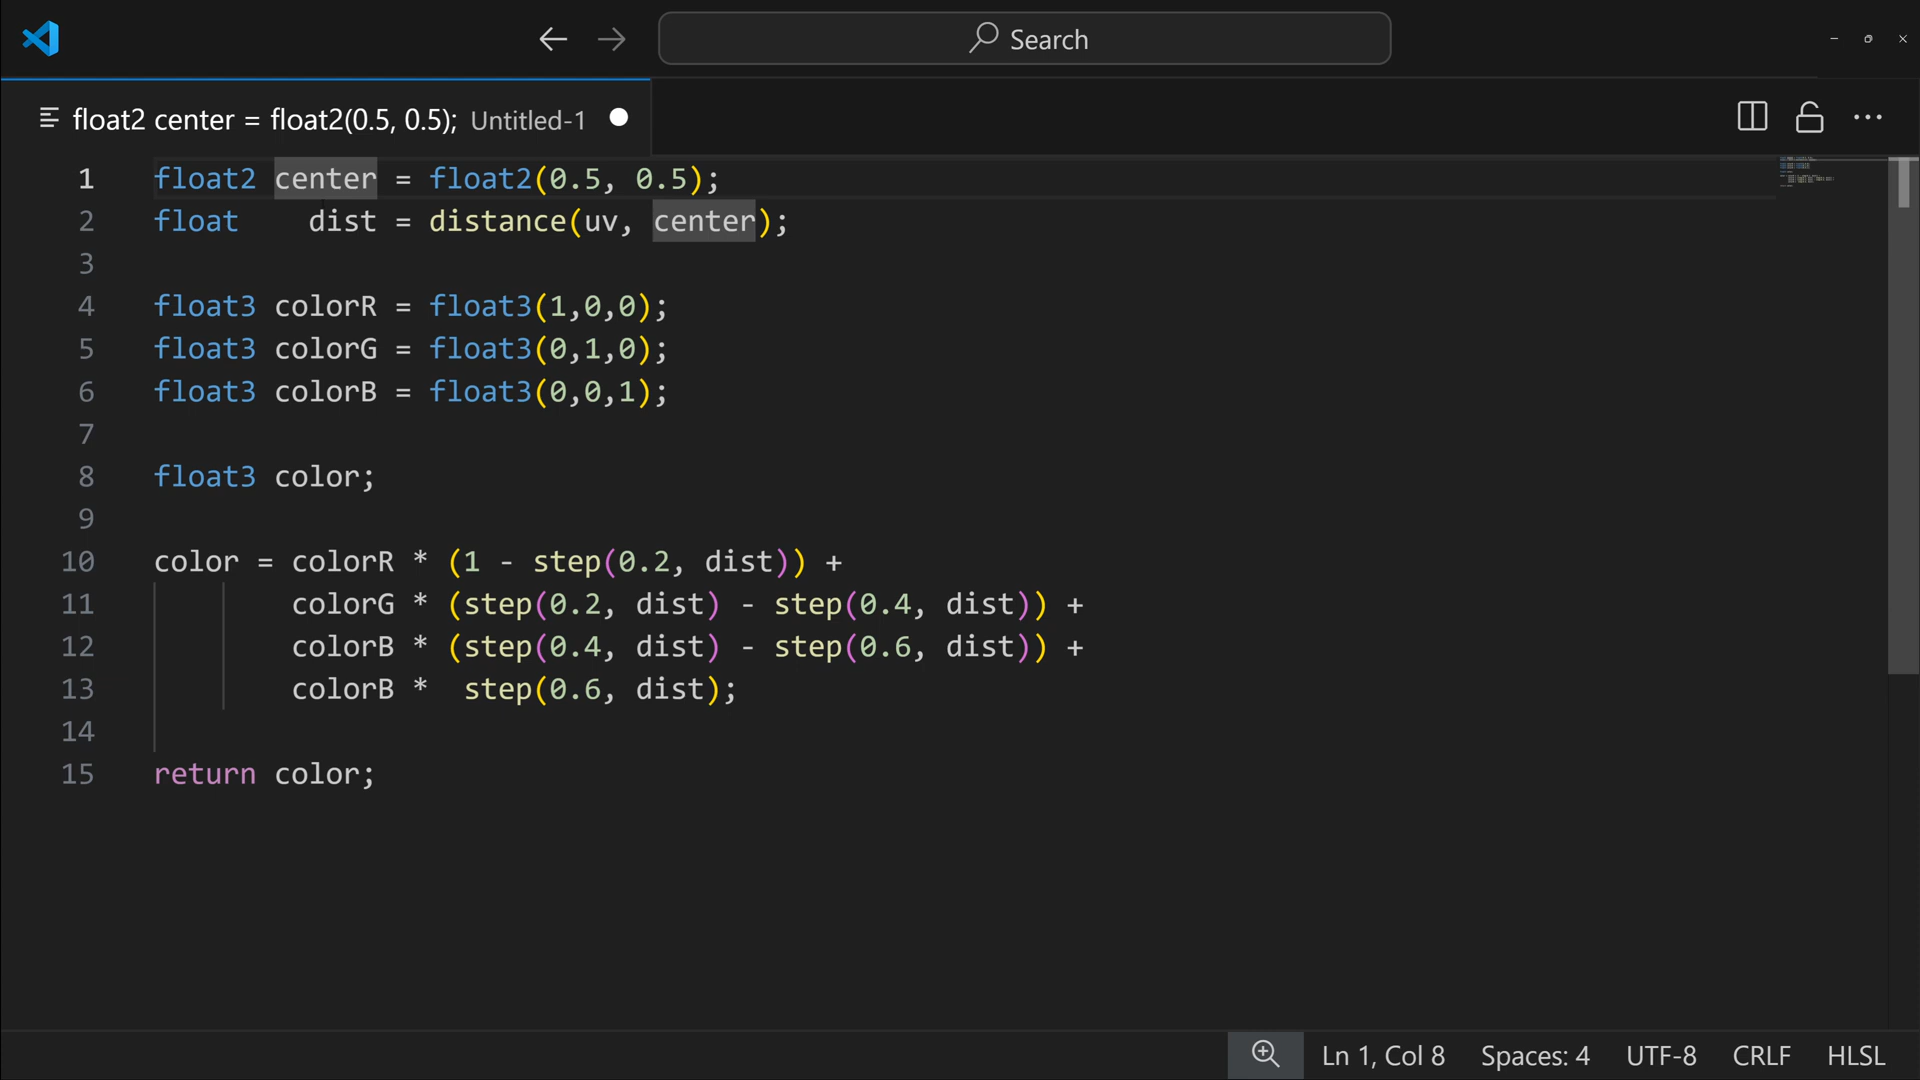 Search
float2 center = float2(0.5, 0.5); Untitled-1
1 float2 center = float2(0.5, 0.5);
2 float    dist = distance(uv, center);
3
4 float3 colorR = float3(1,0,0);
5 float3 colorG = float3(0,1,0);
6 float3 colorB = float3(0,0,1);
7
8 float3 color;
9
10 color = colorR * (1 - step(0.2, dist)) +
11         colorG * (step(0.2, dist) - step(0.4, dist)) +
12         colorB * (step(0.4, dist) - step(0.6, dist)) +
13         colorB *  step(0.6, dist);
14
15 return color;
Ln 1, Col 8 Spaces: 4 UTF-8 CRLF HLSL